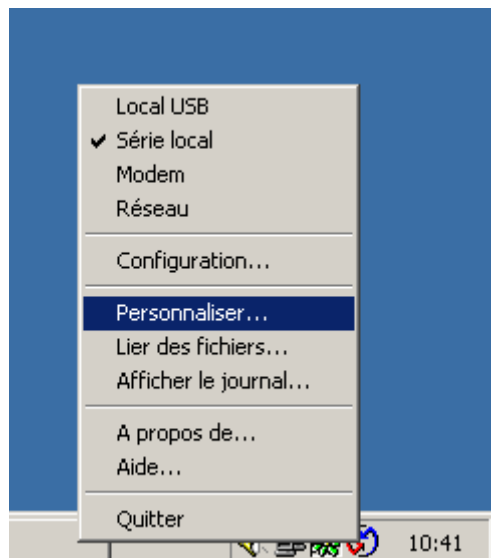 Local USB
Série local
Modem
Réseau
Configuration...
Personnaliser...
Lier des fichiers...
Afficher le journal...
A propos de...
Aide...
Quitter
10:41